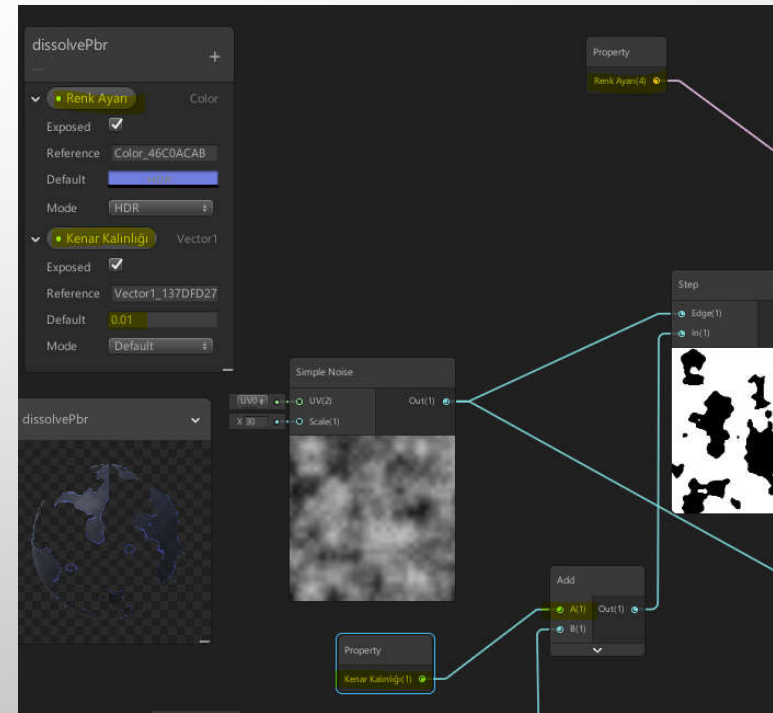 dissolvePbr
Renk Ayarı Color
Exposed
Reference Color_46C0ACAB
Default
Mode HDR
Kenar Kalınlığı Vector1
Exposed
Reference Vector1_137DFD27
Default 0.01
Mode Default
Property
Renk Ayarı(4)
Step
Edge(1)
In(1)
Simple Noise
UV0 UV(2) Out(1)
X 30 Scale(1)
dissolvePbr
Add
A(1) Out(1)
B(1)
Property
Kenar Kalınlığı(1)